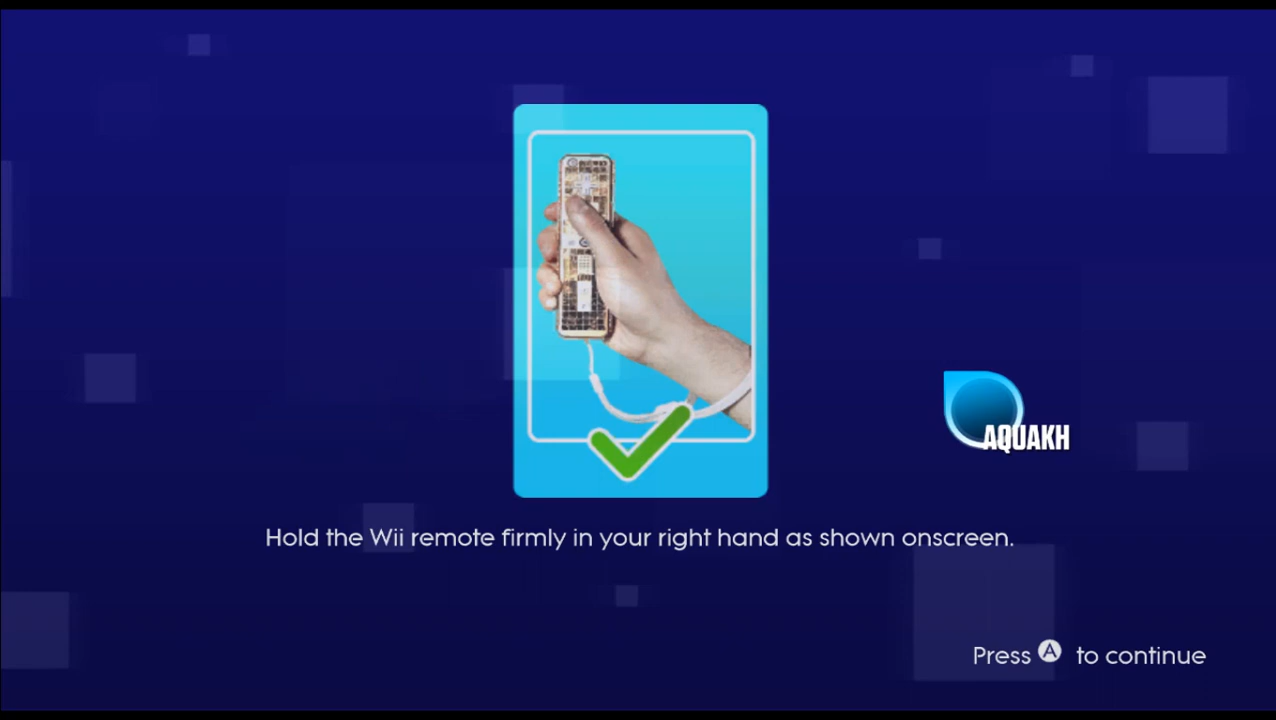 AQUAKH
Hold the Wii remote firmly in your right hand as shown onscreen.
Press A to continue